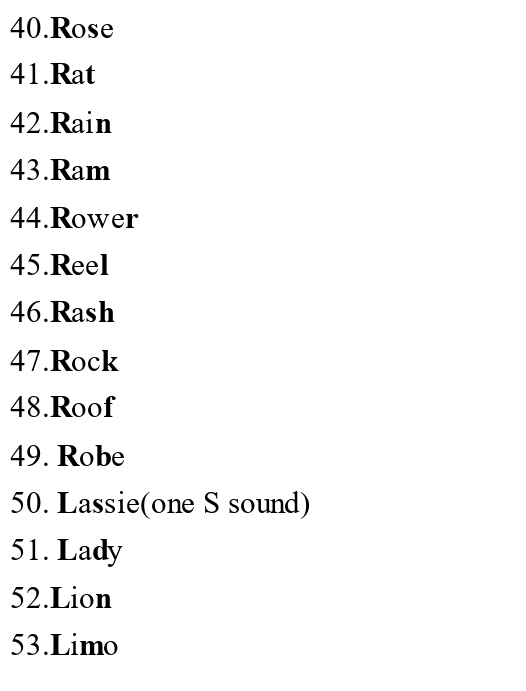 40.Rose
41.Rat
42.Rain
43.Ram
44.Rower
45.Reel
46.Rash
47.Rock
48.Roof
49. Robe
50. Lassie(one S sound)
51. Lady
52.Lion
53.Limo